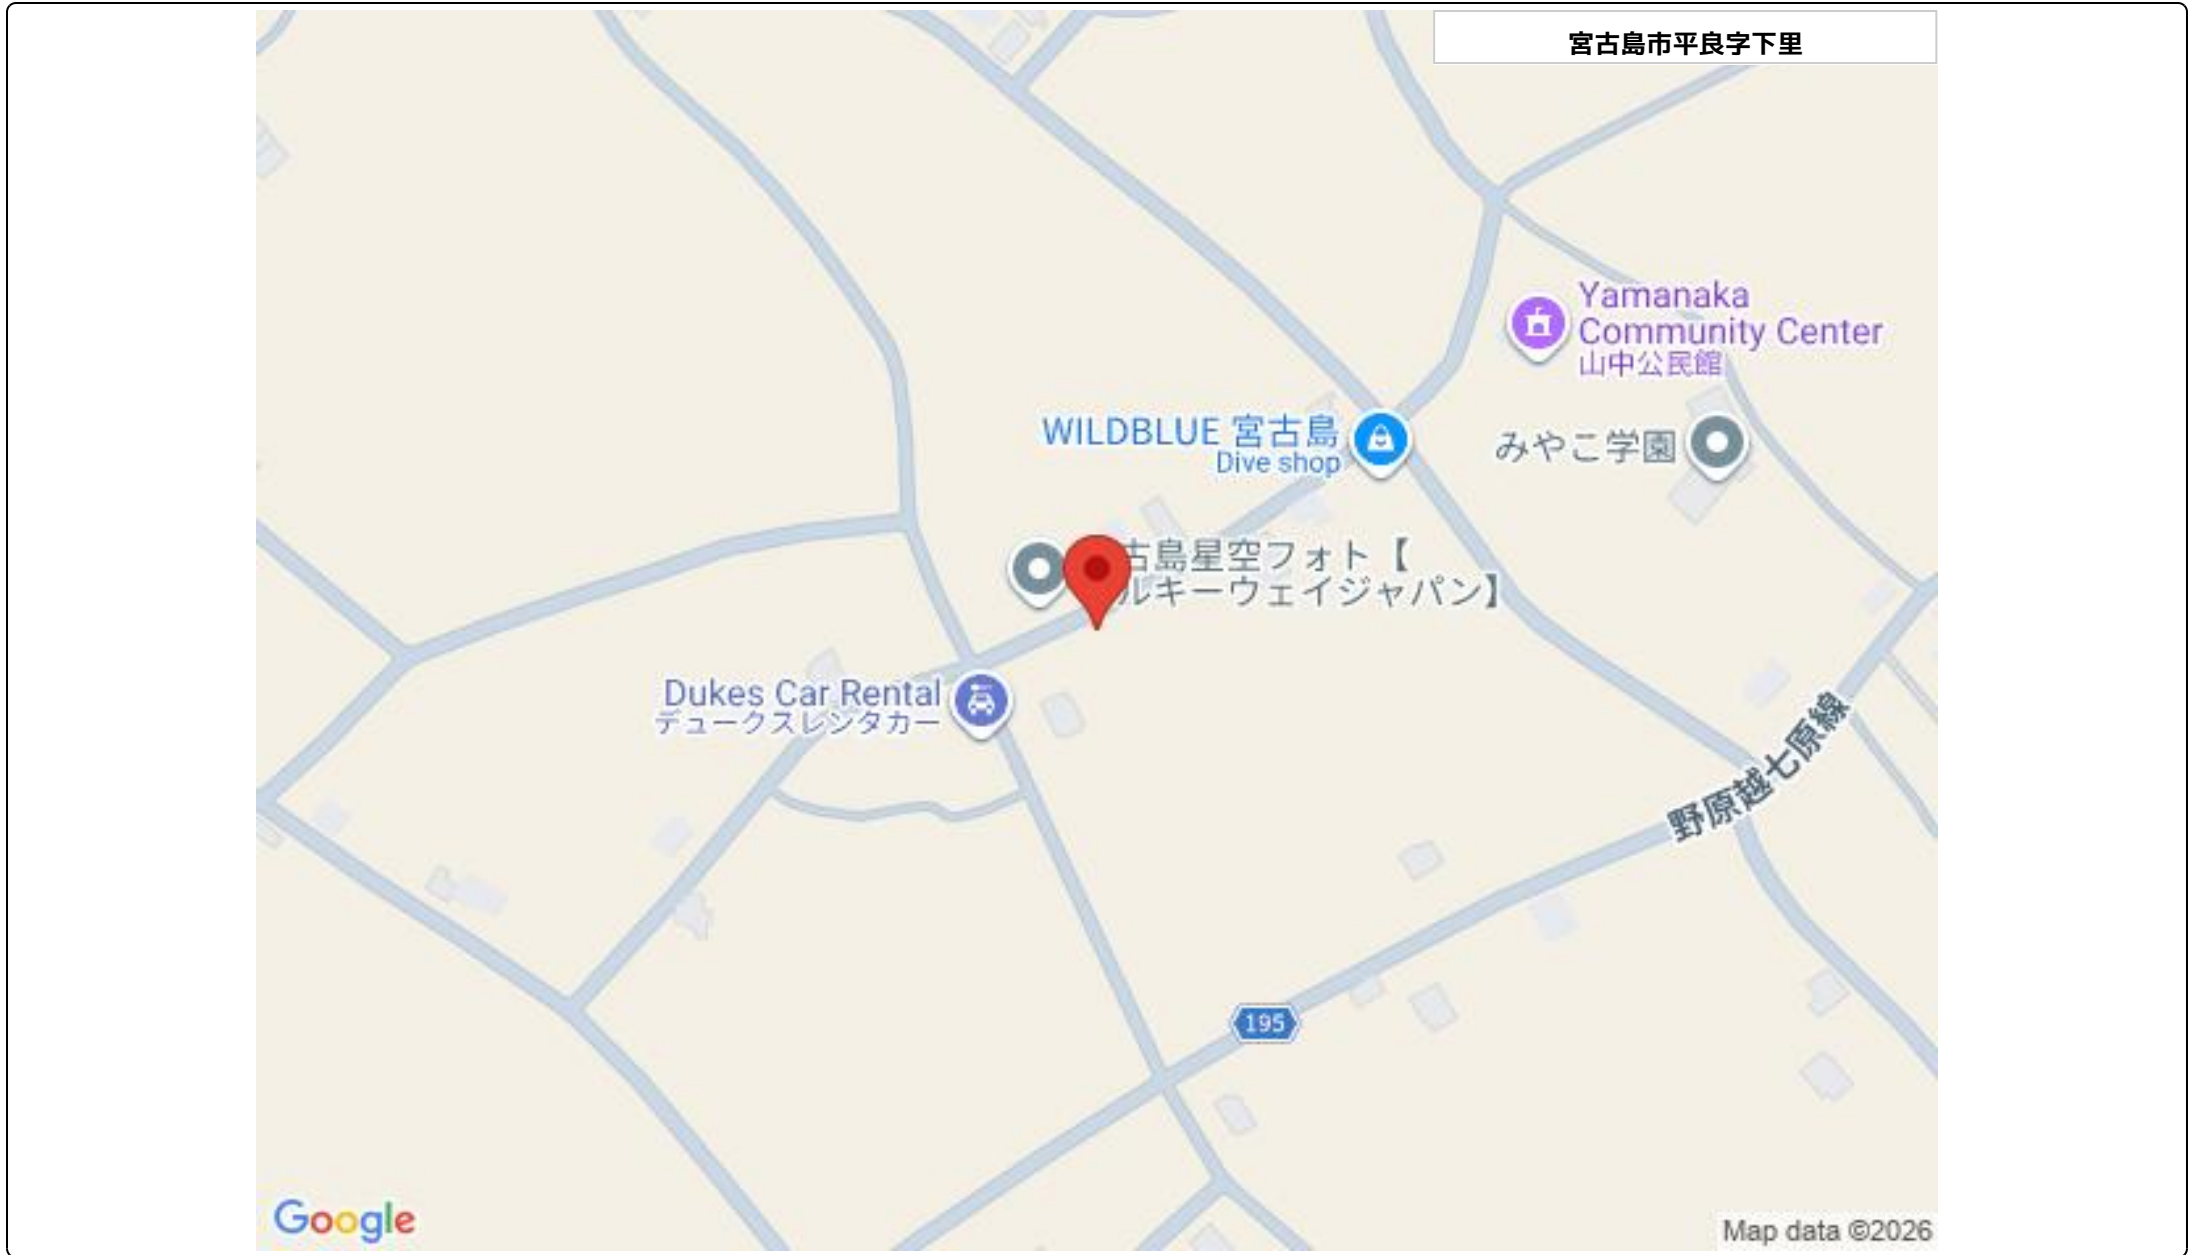 宮古島市平良字下里
Yamanaka
Community Center
山中公民館
WILDBLUE 宮古島
Dive shop
みやこ学園
古島星空フォト【
ルキーウェイジャパン】
Dukes Car Rental
デュークスレンタカー
野原越七原線
195
Google
Map data ©2026